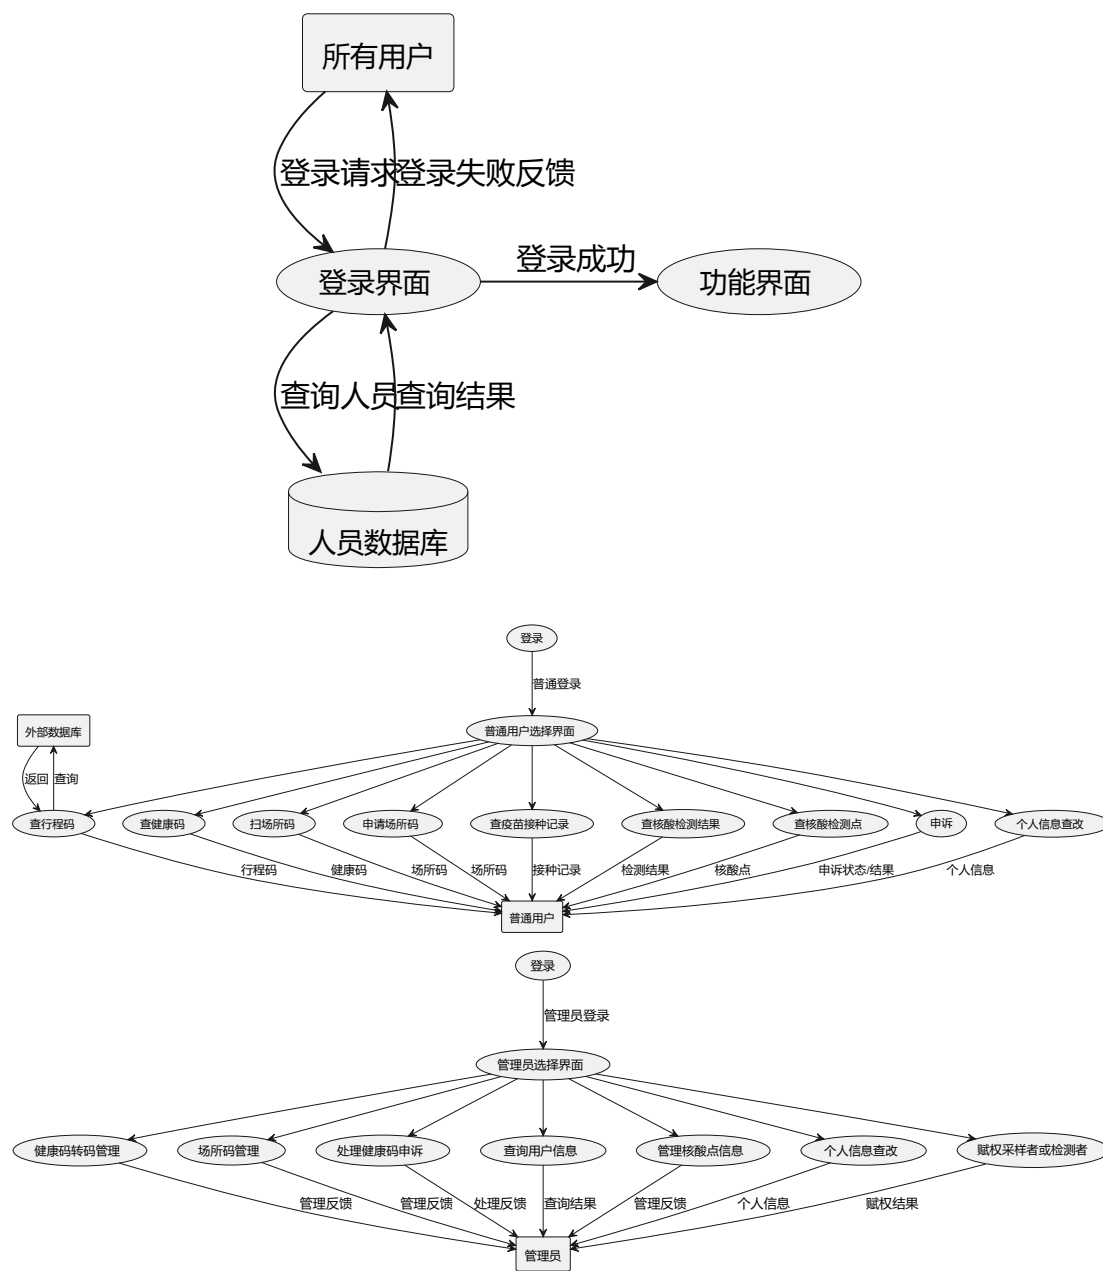 所有用户
登录请求
登录失败反馈
登录成功
登录界面
功能界面
查询人员
查询结果
人员数据库
登录
普通登录
外部数据库
普通用户选择界面
返回
查询
查行程码
查健康码
扫场所码
申请场所码
查疫苗接种记录
查核酸检测结果
查核酸检测点
申诉
个人信息查改
行程码
健康码
场所码
场所码
接种记录
检测结果
核酸点
申诉状态/结果
个人信息
普通用户
登录
管理员登录
管理员选择界面
健康码转码管理
场所码管理
处理健康码申诉
查询用户信息
管理核酸点信息
个人信息查改
赋权采样者或检测者
管理反馈
管理反馈
处理反馈
查询结果
管理反馈
个人信息
赋权结果
管理员